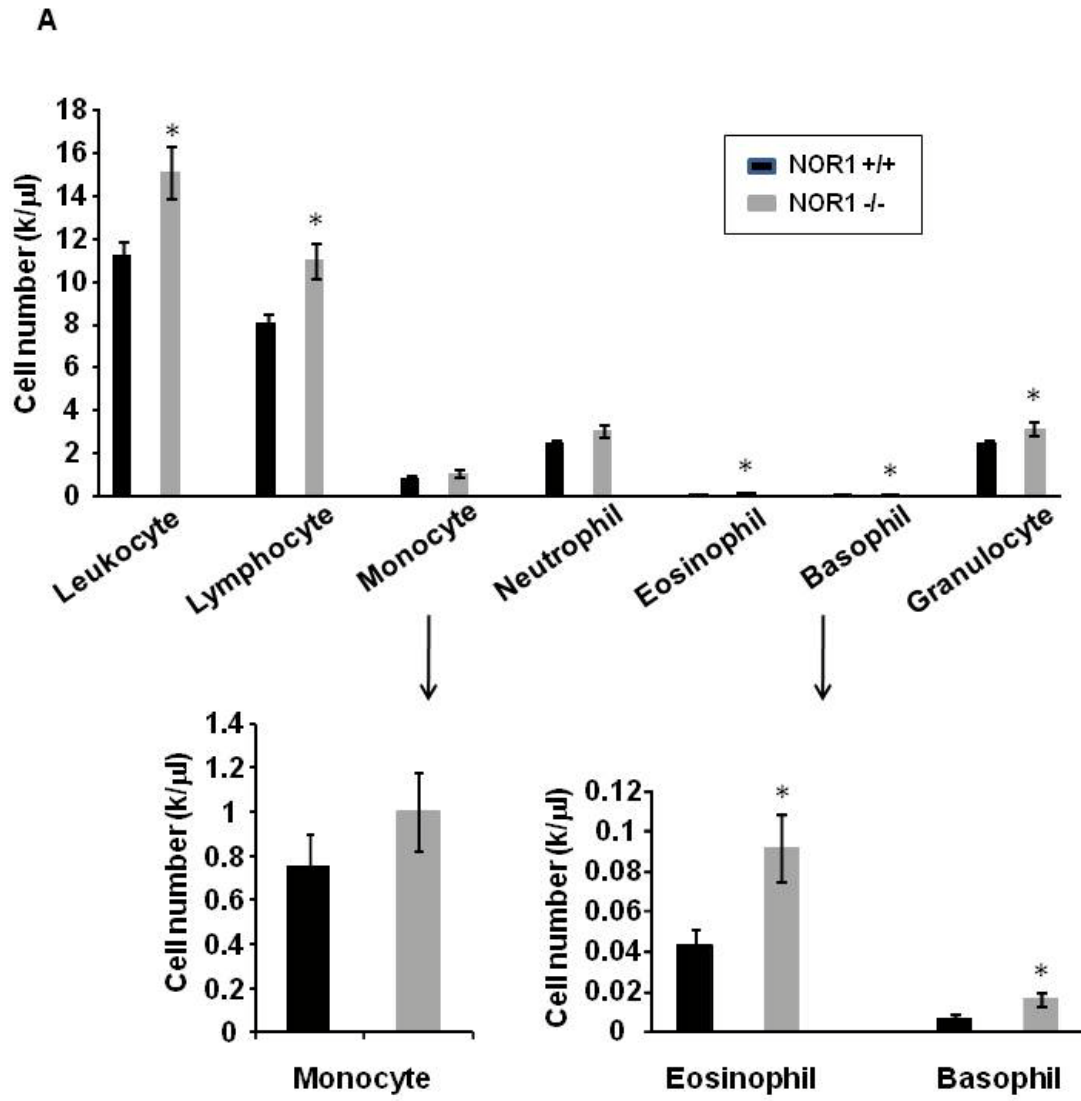 A
18
16
14
12
10
8
6
4
2
0
Cell number (k/µl)
*
*
*
*
*
NOR1 +/+
NOR1 -/-
Leukocyte
Lymphocyte
Monocyte
Neutrophil
Eosinophil
Basophil
Granulocyte
1.4
1.2
1
0.8
0.6
0.4
0.2
0
Cell number (k/µl)
Monocyte
0.12
0.1
0.08
0.06
0.04
0.02
0
Cell number (k/µl)
*
*
Eosinophil Basophil